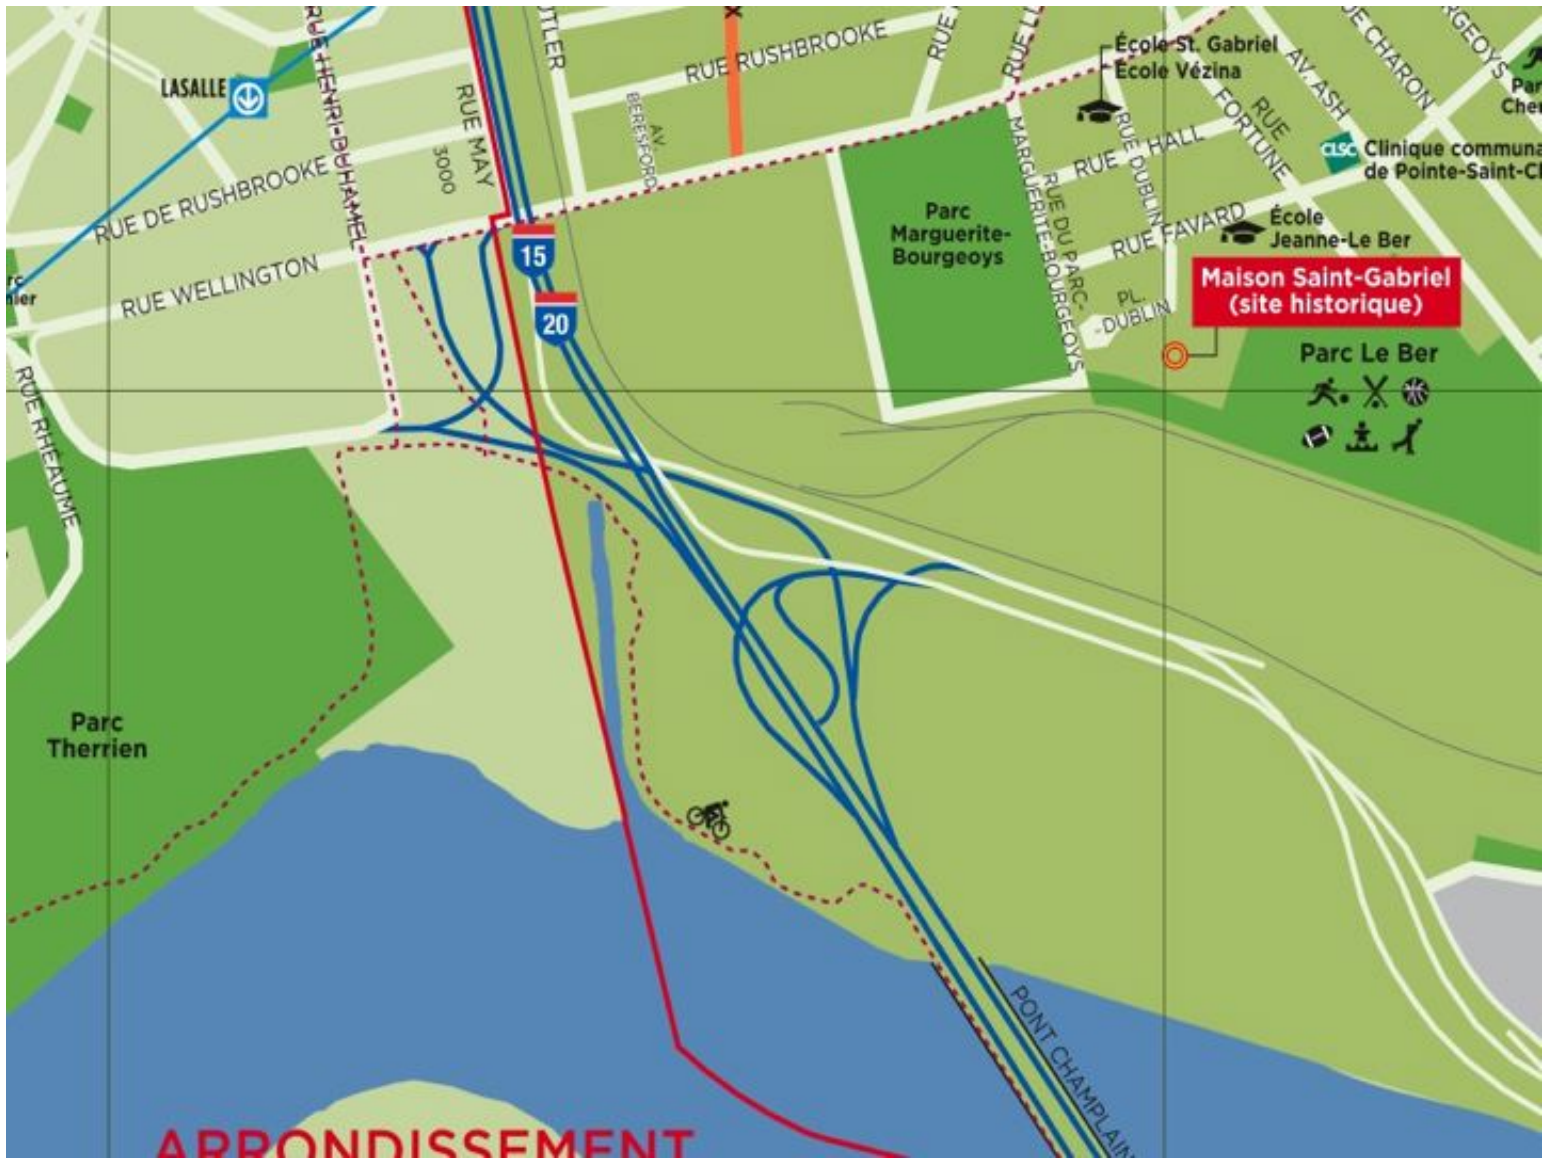 LASALLE
RUE HENRI-DUHAMEL
RUE MAY
3000
RUE DE RUSHBROOKE
RUE WELLINGTON
RUE RHÉAUME
AV.
BERESFORD
RUE RUSHBROOKE
École St. Gabriel
École Vézina
RUE HALL
RUE DUBLIN
RUE
FORTUNE
AV. ASH
RUE CHARON
CLSC
Clinique
de Pointe-Saint-
RUE FAVARD
École
Jeanne-Le Ber
Maison Saint-Gabriel
(site historique)
Parc
Marguerite-
Bourgeoys
MARGUERITE-BOURGEOYS
RUE DU PARC-
PL.
DUBLIN
Parc Le Ber
15
20
Parc
Therrien
PONT CHAMPLAIN
ARRONDISSEMENT